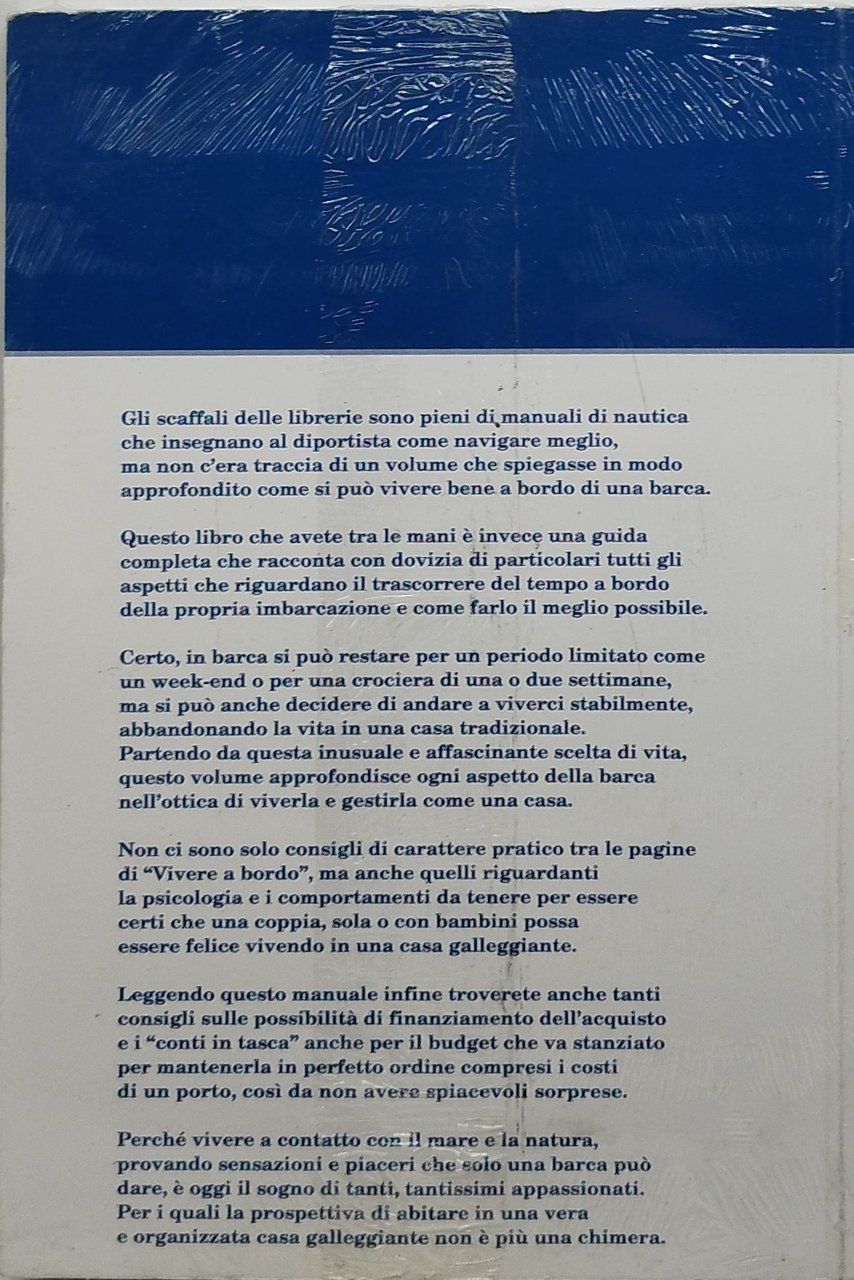 Gli scaffali delle librerie sono pieni di manuali di nautica
che insegnano al diportista come navigare meglio,
ma non c'era traccia di un volume che spiegasse in modo
approfondito come si può vivere bene a bordo di una barca.
Questo libro che avete tra le mani è invece una guida
completa che racconta con dovizia di particolari tutti gli
aspetti che riguardano il trascorrere del tempo a bordo
della propria imbarcazione e come farlo il meglio possibile.
Certo, in barca si può restare per un periodo limitato come
un week-end o per una crociera di una o due settimane,
ma si può anche decidere di andare a viverci stabilmente,
abbandonando la vita in una casa tradizionale.
Partendo da questa inusuale e affascinante scelta di vita,
questo volume approfondisce ogni aspetto della barca
nell'ottica di viverla e gestirla come una casa.
Non ci sono solo consigli di carattere pratico tra le pagine
di “Vivere a bordo”, ma anche quelli riguardanti
la psicologia e i comportamenti da tenere per essere
certi che una coppia, sola o con bambini possa
essere felice vivendo in una casa galleggiante.
Leggendo questo manuale infine troverete anche tanti
consigli sulle possibilità di finanziamento dell'acquisto
e i “conti in tasca” anche per il budget che va stanziato
per mantenerla in perfetto ordine compresi i costi
di un porto, così da non avere spiacevoli sorprese.
Perché vivere a contatto con il mare e la natura,
provando sensazioni e piaceri che solo una barca può
dare, è oggi il sogno di tanti, tantissimi appassionati.
Per i quali la prospettiva di abitare in una vera
e organizzata casa galleggiante non è più una chimera.